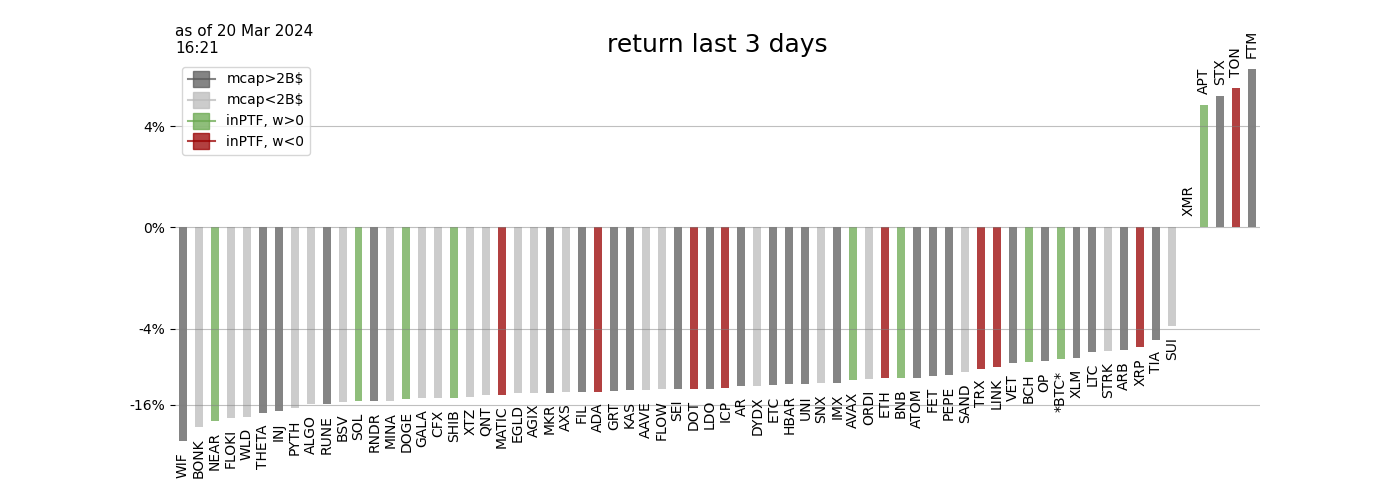 as of 20 Mar 2024
16:21
return last 3 days
mcap>2B$
mcap<2B$
inPTF, w>0
inPTF, w<0
4%
0%
-4%
-16%
WIF
BONK
NEAR
FLOKI
WLD
THETA
INJ
PYTH
ALGO
RUNE
BSV
SOL
RNDR
MINA
DOGE
GALA
CFX
SHIB
XTZ
QNT
MATIC
EGLD
AGIX
MKR
AXS
FIL
ADA
GRT
KAS
AAVE
FLOW
SEI
DOT
LDO
ICP
AR
DYDX
ETC
HBAR
UNI
SNX
IMX
AVAX
ORDI
ETH
BNB
ATOM
FET
PEPE
SAND
TRX
LINK
VET
BCH
OP
*BTC*
XLM
LTC
STRK
ARB
XRP
TIA
SUI
XMR
APT
STX
TON
FTM